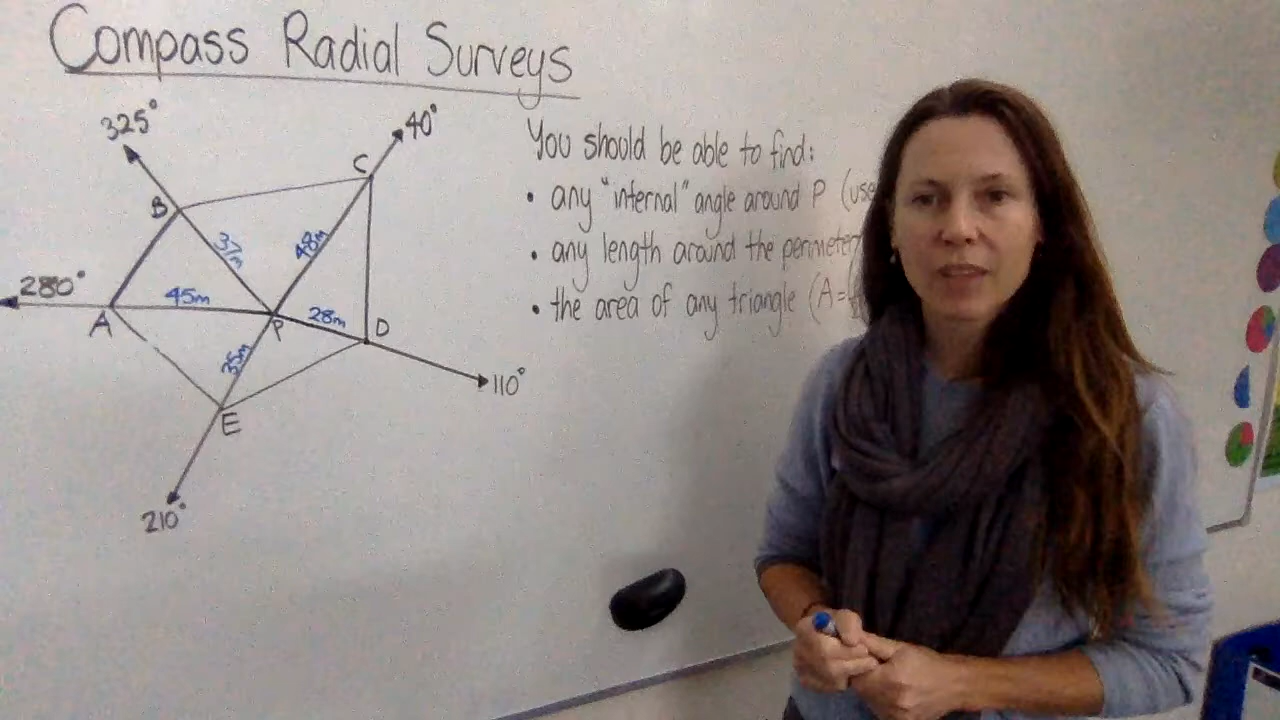 Compass Radial Surveys
325°
40°
You should be able to find:
• any "internal" angle around P (use
• any length around the perimeter
• the area of any triangle (A=
C
B
37m
48m
280°
45m
28m
A
P
D
35m
110°
E
210°